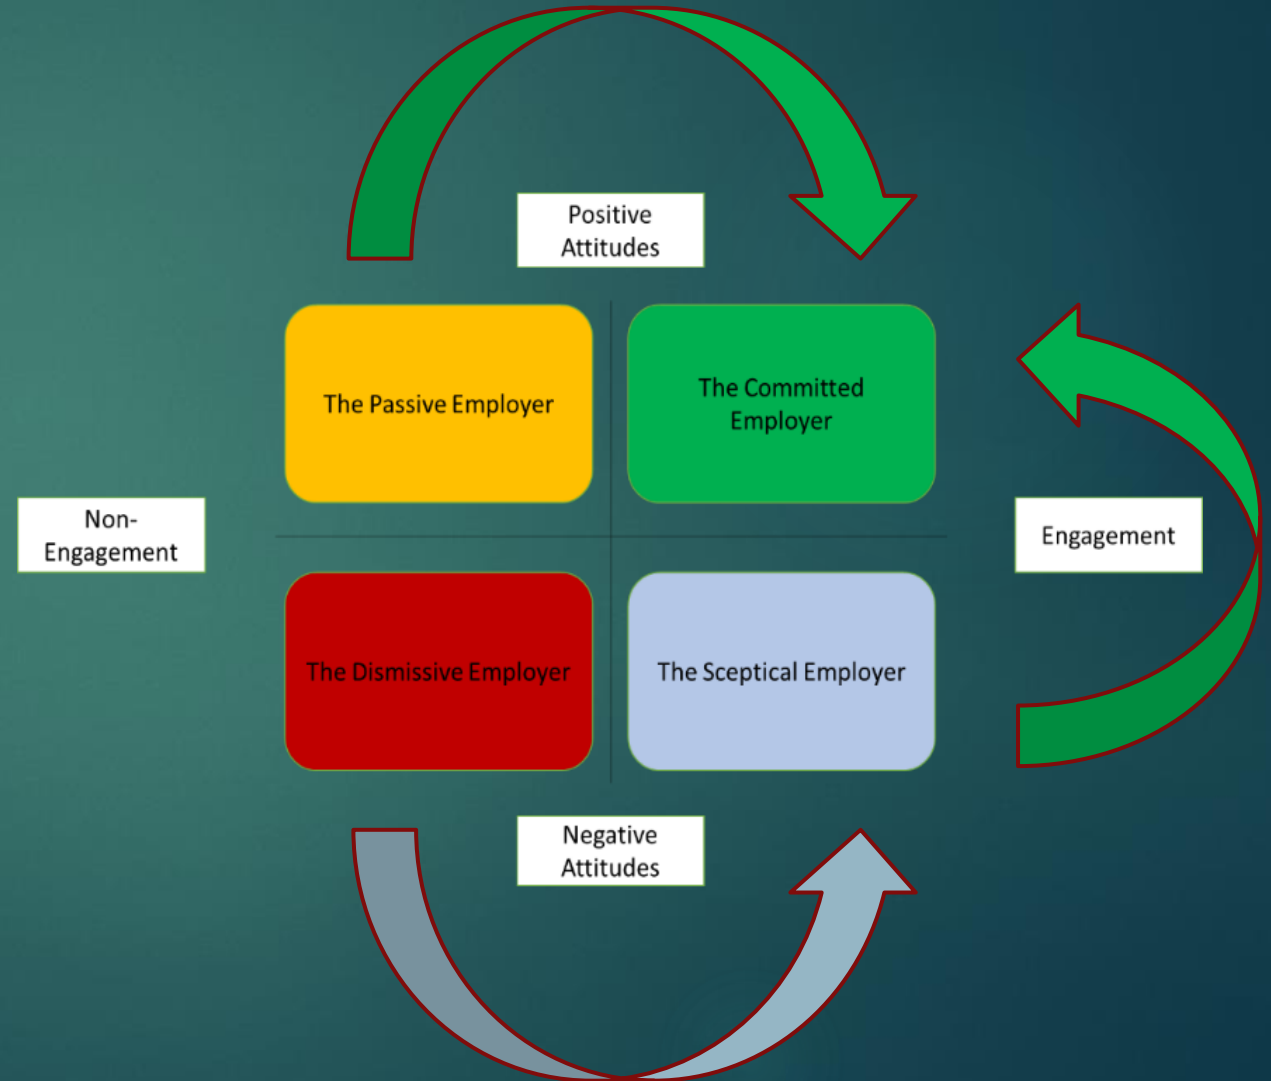 Positive
Attitudes
The Passive Employer
The Committed
Employer
Non-
Engagement
Engagement
The Dismissive Employer
The Sceptical Employer
Negative
Attitudes